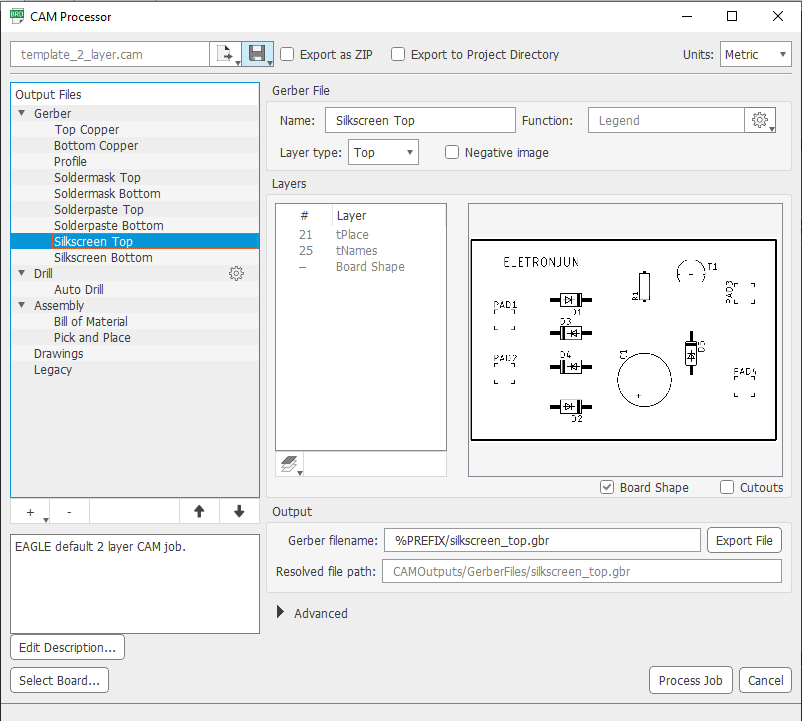 CAM Processor
template_2_layer.cam
Export as ZIP
Export to Project Directory
Units: Metric
Output Files
Gerber
Top Copper
Bottom Copper
Profile
Soldermask Top
Soldermask Bottom
Solderpaste Top
Solderpaste Bottom
Silkscreen Top
Silkscreen Bottom
Drill
Auto Drill
Assembly
Bill of Material
Pick and Place
Drawings
Legacy
+ -
EAGLE default 2 layer CAM job.
Edit Description...
Select Board...
Gerber File
Name: Silkscreen Top Function: Legend
Layer type: Top Negative image
Layers
# Layer
21 tPlace
25 tNames
– Board Shape
ELETRONJUN
T1
R1
PAD3
PAD1
D1
D3
D5
PAD2
D4
C1
PAD4
+
D2
Board Shape Cutouts
Output
Gerber filename: %PREFIX/silkscreen_top.gbr Export File
Resolved file path: CAMOutputs/GerberFiles/silkscreen_top.gbr
Advanced
Process Job Cancel